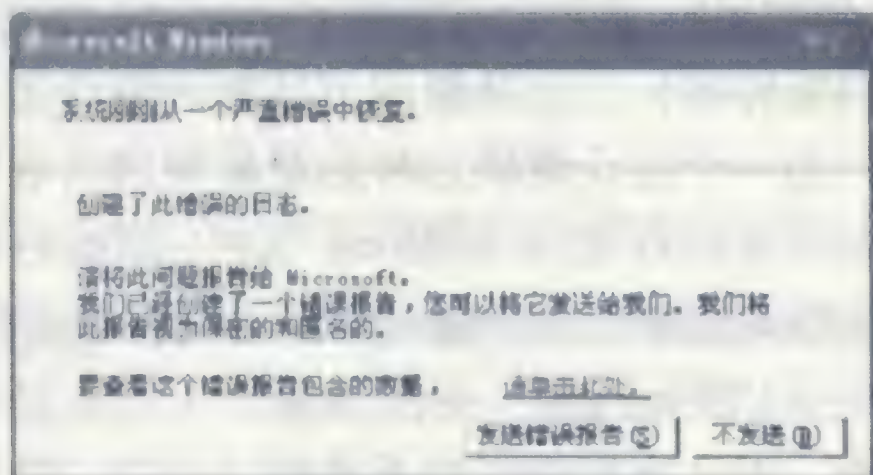 Microsoft Windows
系统刚刚从一个严重错误中恢复。
创建了此错误的日志。
请将此问题报告给 Microsoft。
我们已经创建了一个错误报告，您可以将它发送给我们。我们将
此报告视为保密的和匿名的。
要查看这个错误报告包含的数据，请单击此处。
发送错误报告(S) 不发送(D)